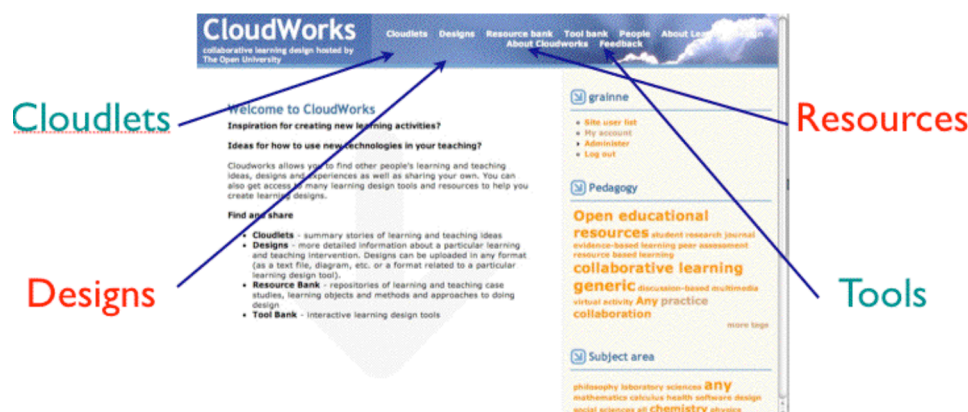 CloudWorks
collaborative learning design hosted by
The Open University
Cloudlets Designs Resource bank Tool bank People About
About Cloudworks Feedback
Cloudlets
Resources
Designs
Tools
Welcome to CloudWorks
Inspiration for creating new learning activities?
Ideas for how to use new technologies in your teaching?
Cloudworks allows you to find other people's learning and teaching
ideas, designs and experiences as well as sharing your own. You can
also get access to many learning design tools and resources to help you
create learning designs.
Find and share
Cloudlets - summary stories of learning and teaching ideas
Designs - more detailed information about a particular learning
and teaching intervention. Designs can be uploaded in any format
(as a text file, diagram, etc. or a format related to a particular
learning design tool).
Resource Bank - repositories of learning and teaching case
studies, learning objects and methods and approaches to doing
design
Tool Bank - interactive learning design tools
grainne
Site user list
My account
Administer
Log out
Pedagogy
Open educational
resources student research journal
evidence-based learning peer assessment
resource based learning
collaborative learning
generic discussion-based multimedia
virtual activity Any practice
collaboration
more tags
Subject area
philosophy laboratory sciences any
mathematics calculus health software design
social sciences all chemistry physics